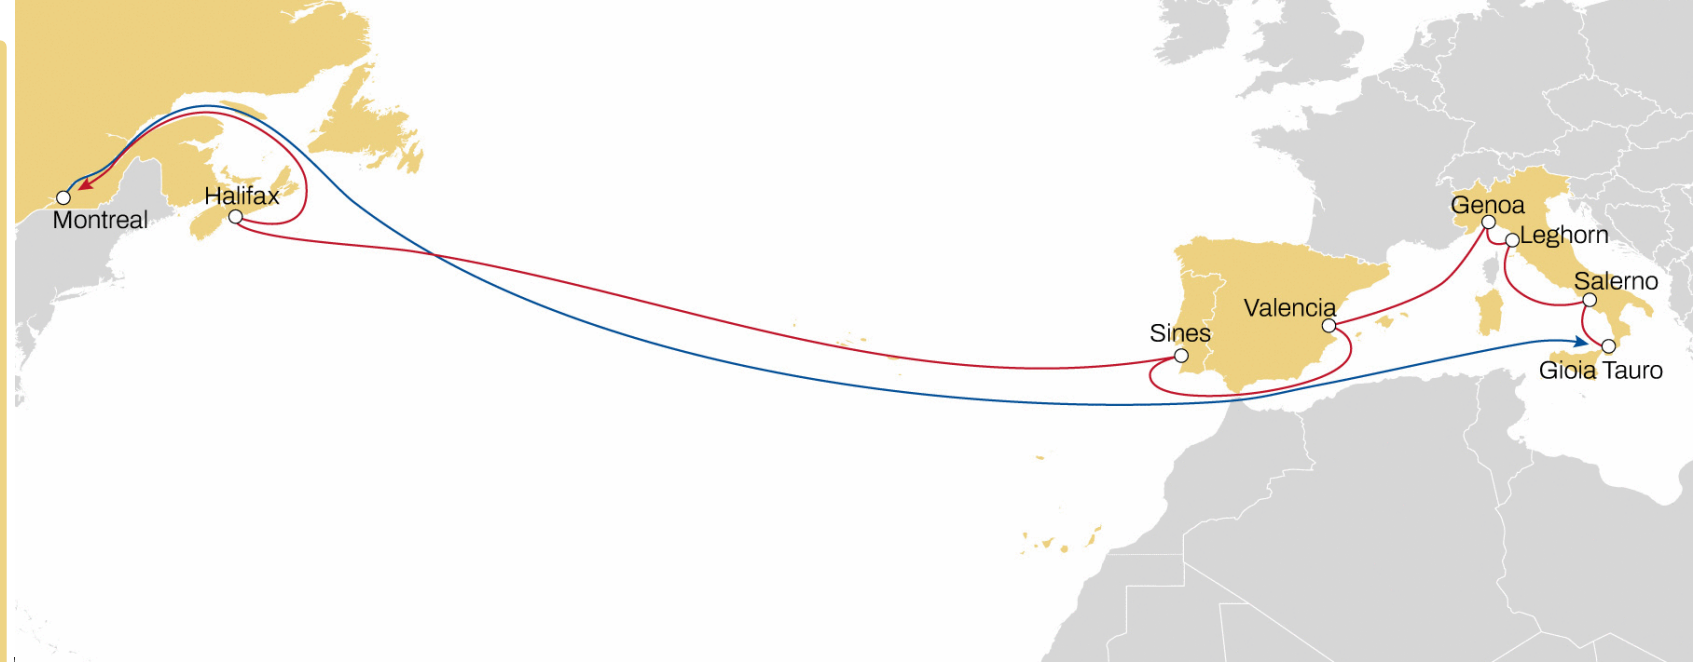 Genoa
Halifax
Montreal
Leghorn
Salerno
Valencia
Sines
Gioia Tauro